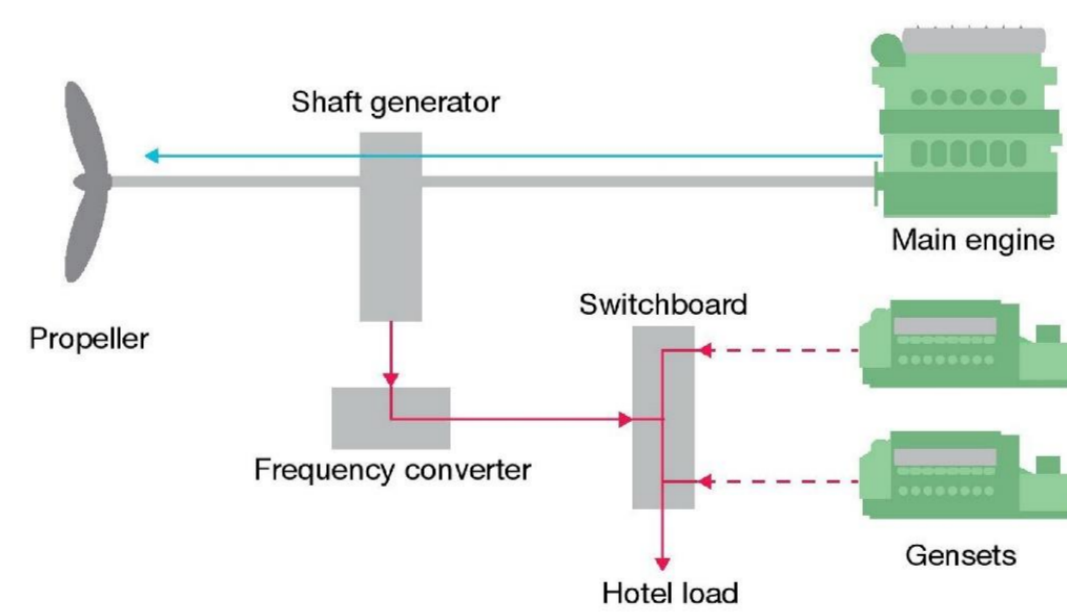 Shaft generator
Main engine
Switchboard
Propeller
Frequency converter
Gensets
Hotel load